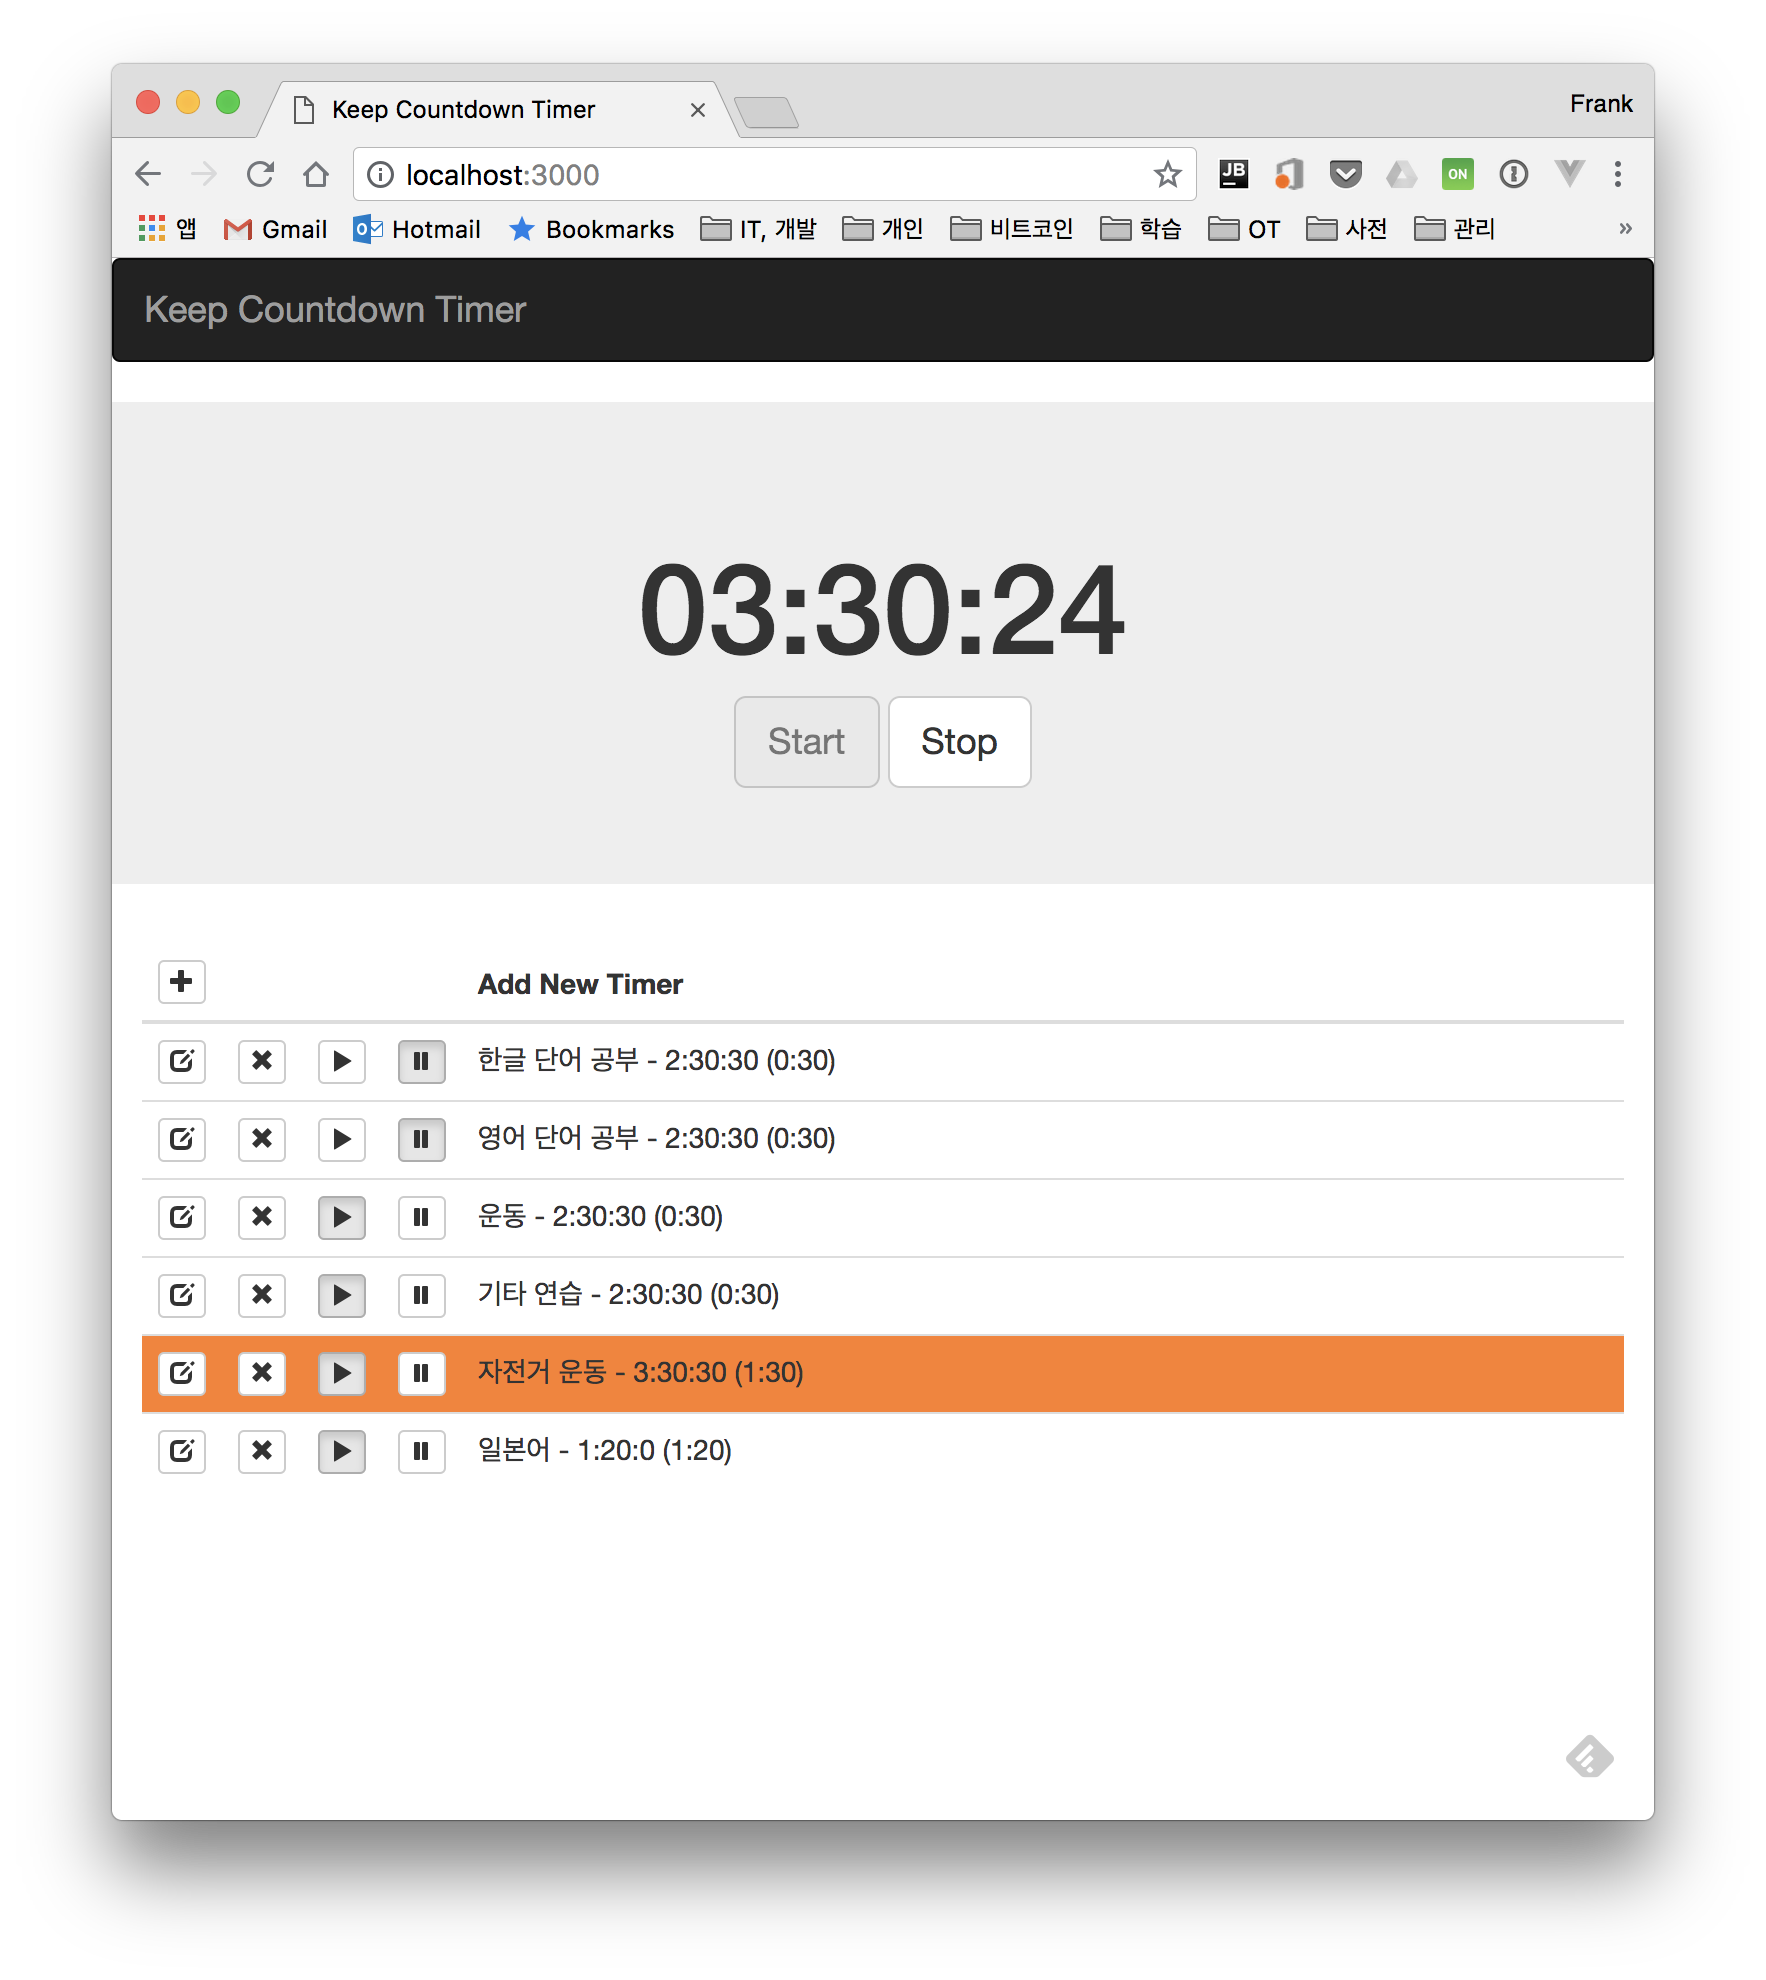 Keep Countdown Timer
Frank
localhost:3000
JB
ON
앱 Gmail Hotmail Bookmarks IT, 개발 개인 비트코인 학습 OT 사전 관리 »
Keep Countdown Timer
03:30:24
Start Stop
Add New Timer
한글 단어 공부 - 2:30:30 (0:30)
영어 단어 공부 - 2:30:30 (0:30)
운동 - 2:30:30 (0:30)
기타 연습 - 2:30:30 (0:30)
자전거 운동 - 3:30:30 (1:30)
일본어 - 1:20:0 (1:20)